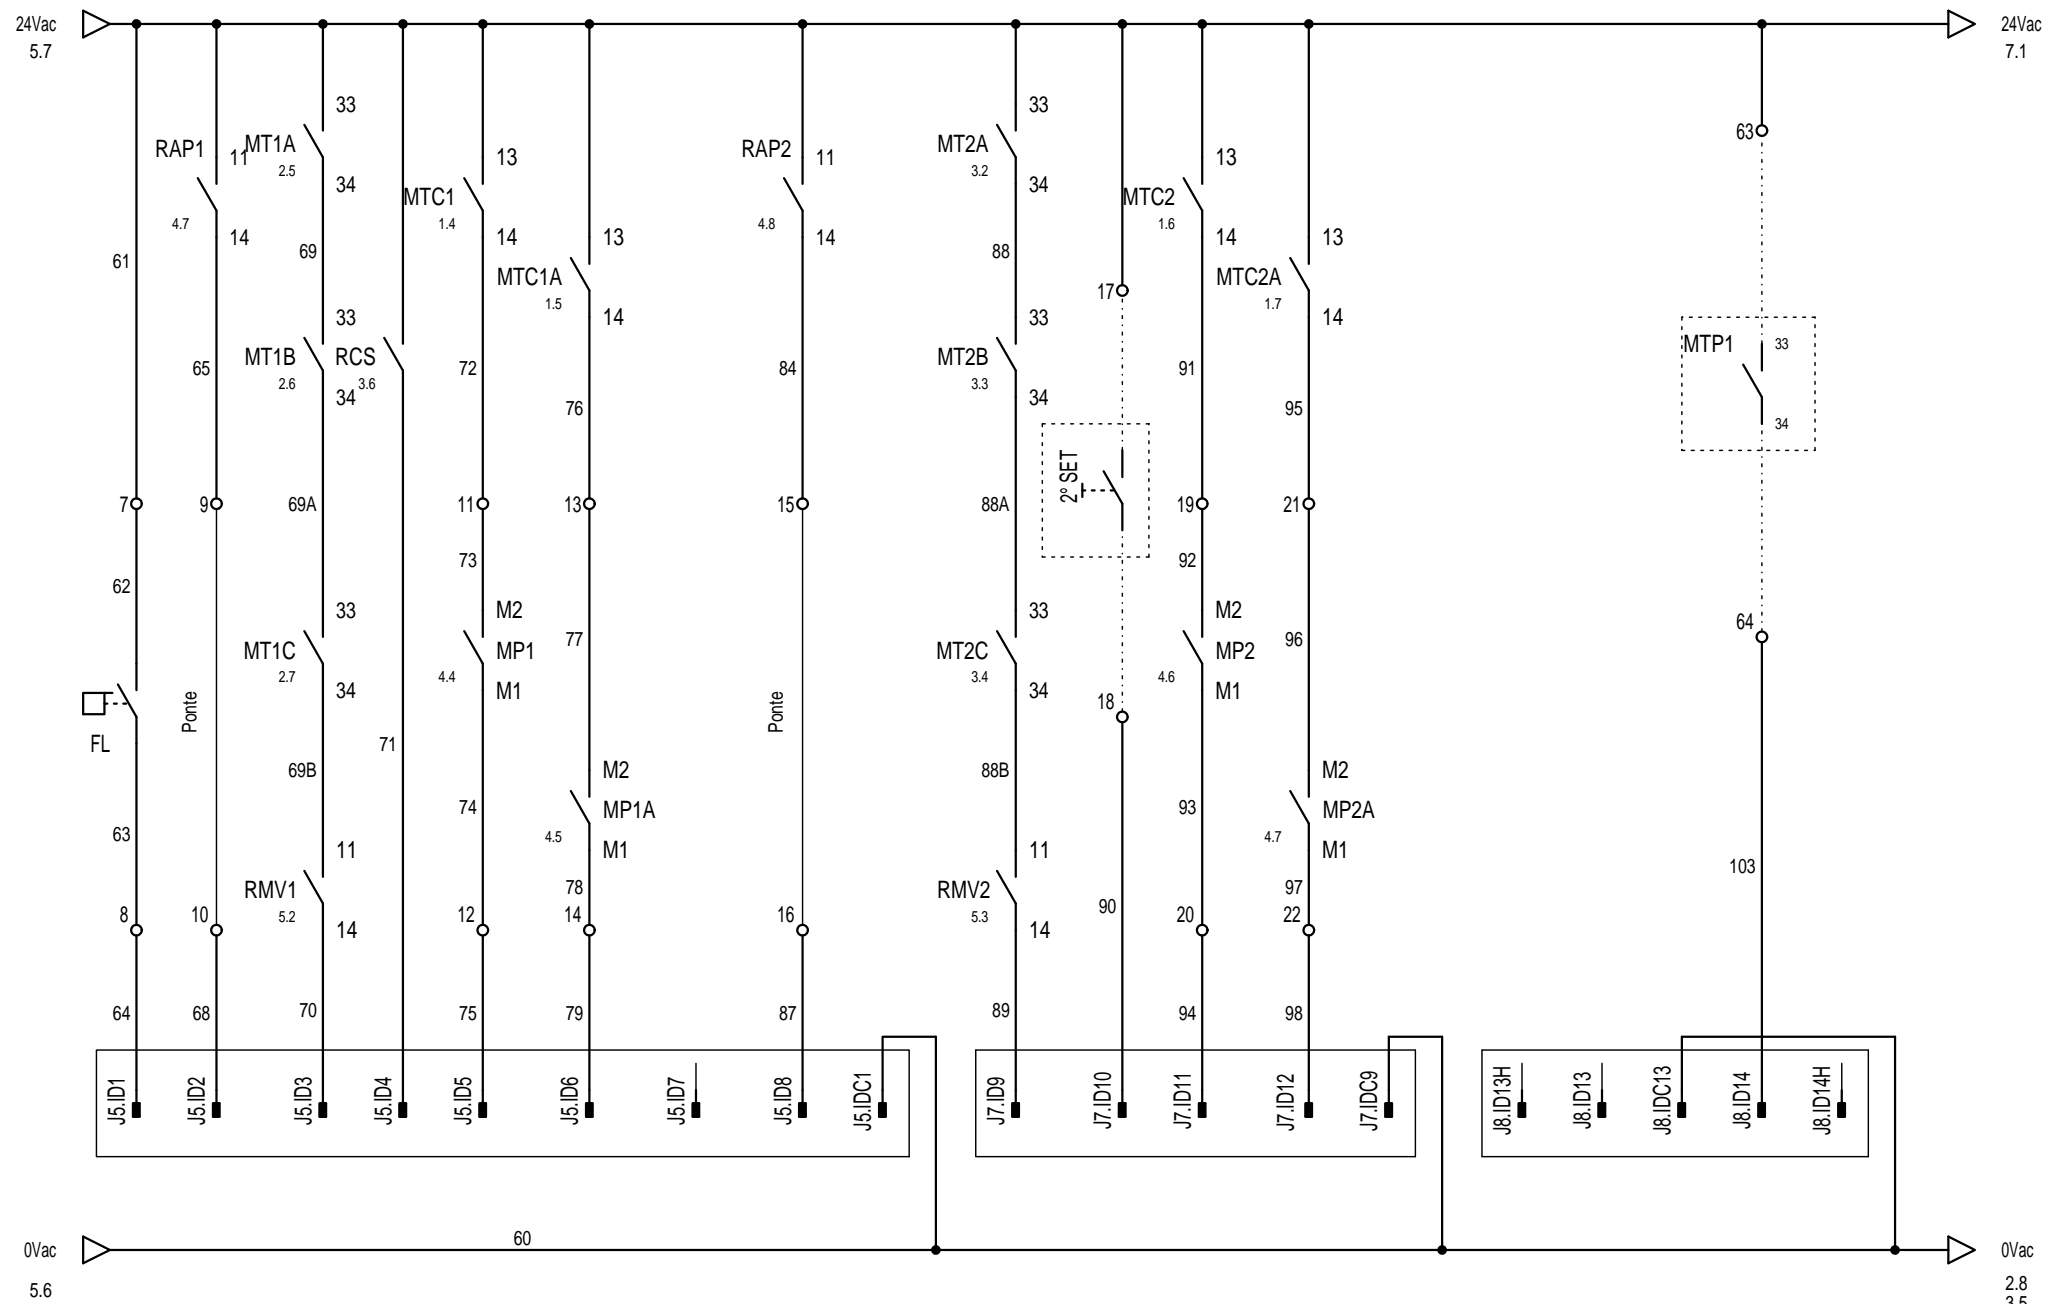 24Vac
5.7
24Vac
7.1
33
33
63
RAP1
11
MT1A
2.5
34
13
RAP2
11
MT2A
3.2
34
13
4.7
14
MTC1
1.4
14
4.8
14
MTC2
1.6
14
61
69
13
88
13
MTC1A
1.5
14
17
MTC2A
1.7
14
33
33
65
MT1B
2.6
34
RCS
3.6
72
84
MT2B
3.3
34
91
MTP1
33
34
76
95
2º SET
7
9
69A
11
13
15
88A
19
21
62
73
92
33
M2
33
M2
64
MT1C
2.7
34
4.4
MP1
M1
77
MT2C
3.4
34
4.6
MP2
M1
96
FL
Ponte
71
Ponte
18
69B
M2
88B
M2
63
74
4.5
MP1A
M1
93
4.7
MP2A
M1
11
11
103
RMV1
5.2
14
78
RMV2
5.3
14
90
97
8
10
12
14
16
20
22
64
68
70
75
79
87
89
94
98
J5.ID1
J5.ID2
J5.ID3
J5.ID4
J5.ID5
J5.ID6
J5.ID7
J5.ID8
J5.IDC1
J7.ID9
J7.ID10
J7.ID11
J7.ID12
J7.IDC9
J8.ID13H
J8.ID13
J8.IDC13
J8.ID14
J8.ID14H
0Vac
60
0Vac
5.6
2.8
3.5